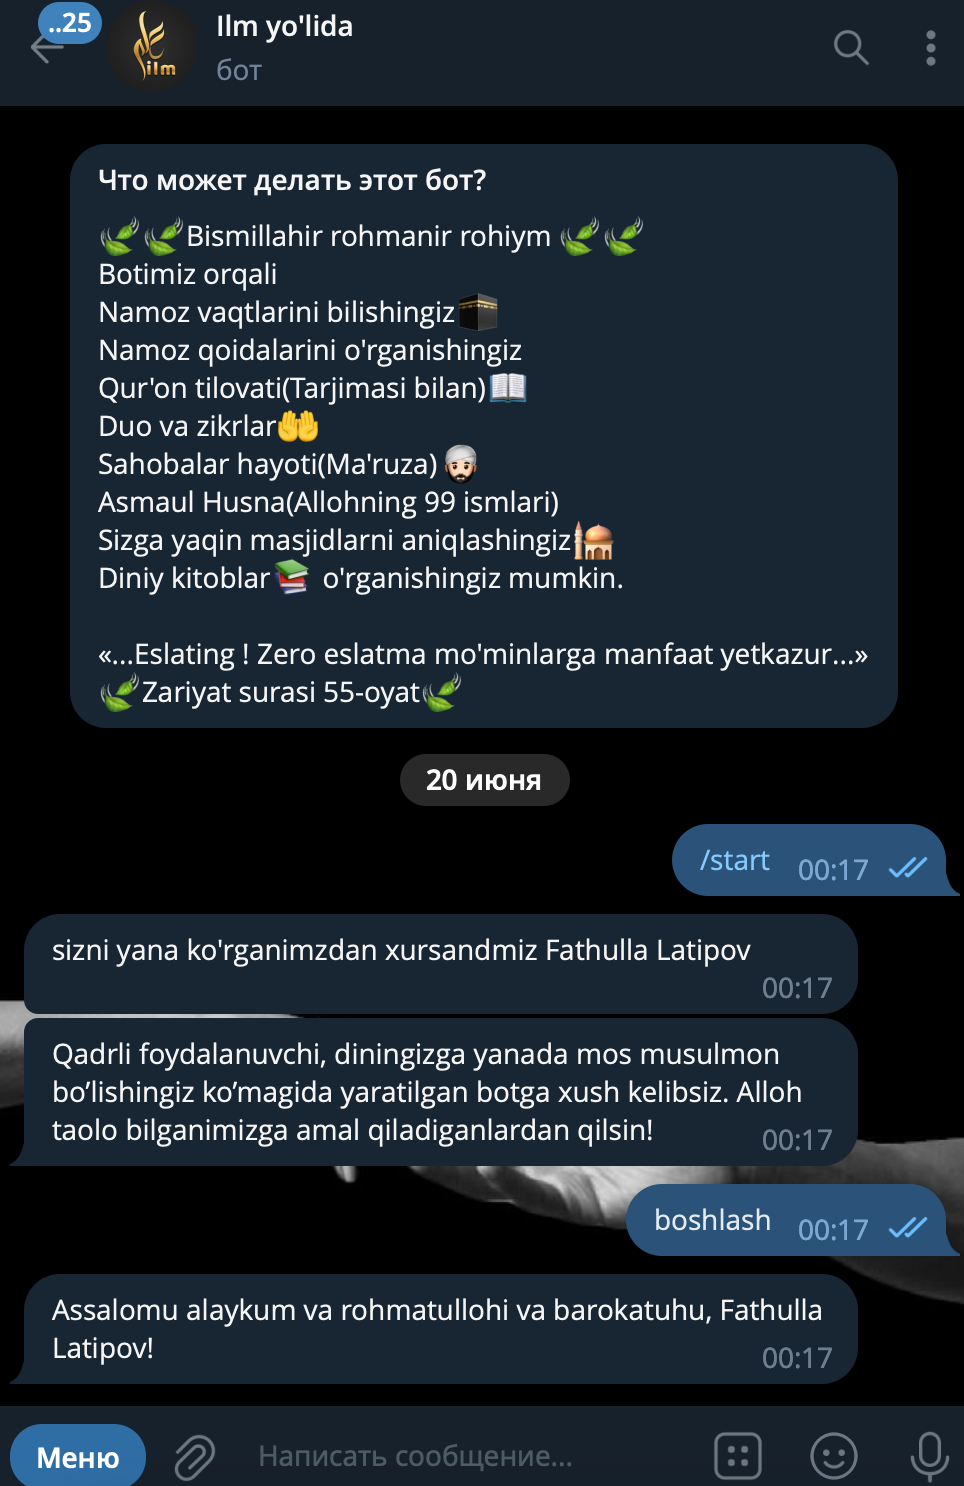 ..25
Ilm yo'lida
бот
ilm
Что может делать этот бот?
🌿🌿Bismillahir rohmanir rohiym 🌿🌿
Botimiz orqali
Namoz vaqtlarini bilishingiz🕋
Namoz qoidalarini o'rganishingiz
Qur'on tilovati(Tarjimasi bilan)📖
Duo va zikrlar🤲
Sahobalar hayoti(Ma'ruza)👳🏻‍♂️
Asmaul Husna(Allohning 99 ismlari)
Sizga yaqin masjidlarni aniqlashingiz🕌
Diniy kitoblar📚 o'rganishingiz mumkin.
«...Eslating ! Zero eslatma mo'minlarga manfaat yetkazur...»
🌿Zariyat surasi 55-oyat🌿
20 июня
/start 00:17
sizni yana ko'rganimzdan xursandmiz Fathulla Latipov
00:17
Qadrli foydalanuvchi, diningizga yanada mos musulmon
bo’lishingiz ko’magida yaratilgan botga xush kelibsiz. Alloh
taolo bilganimizga amal qiladiganlardan qilsin! 00:17
boshlash 00:17
Assalomu alaykum va rohmatullohi va barokatuhu, Fathulla
Latipov! 00:17
Меню Написать сообщение...